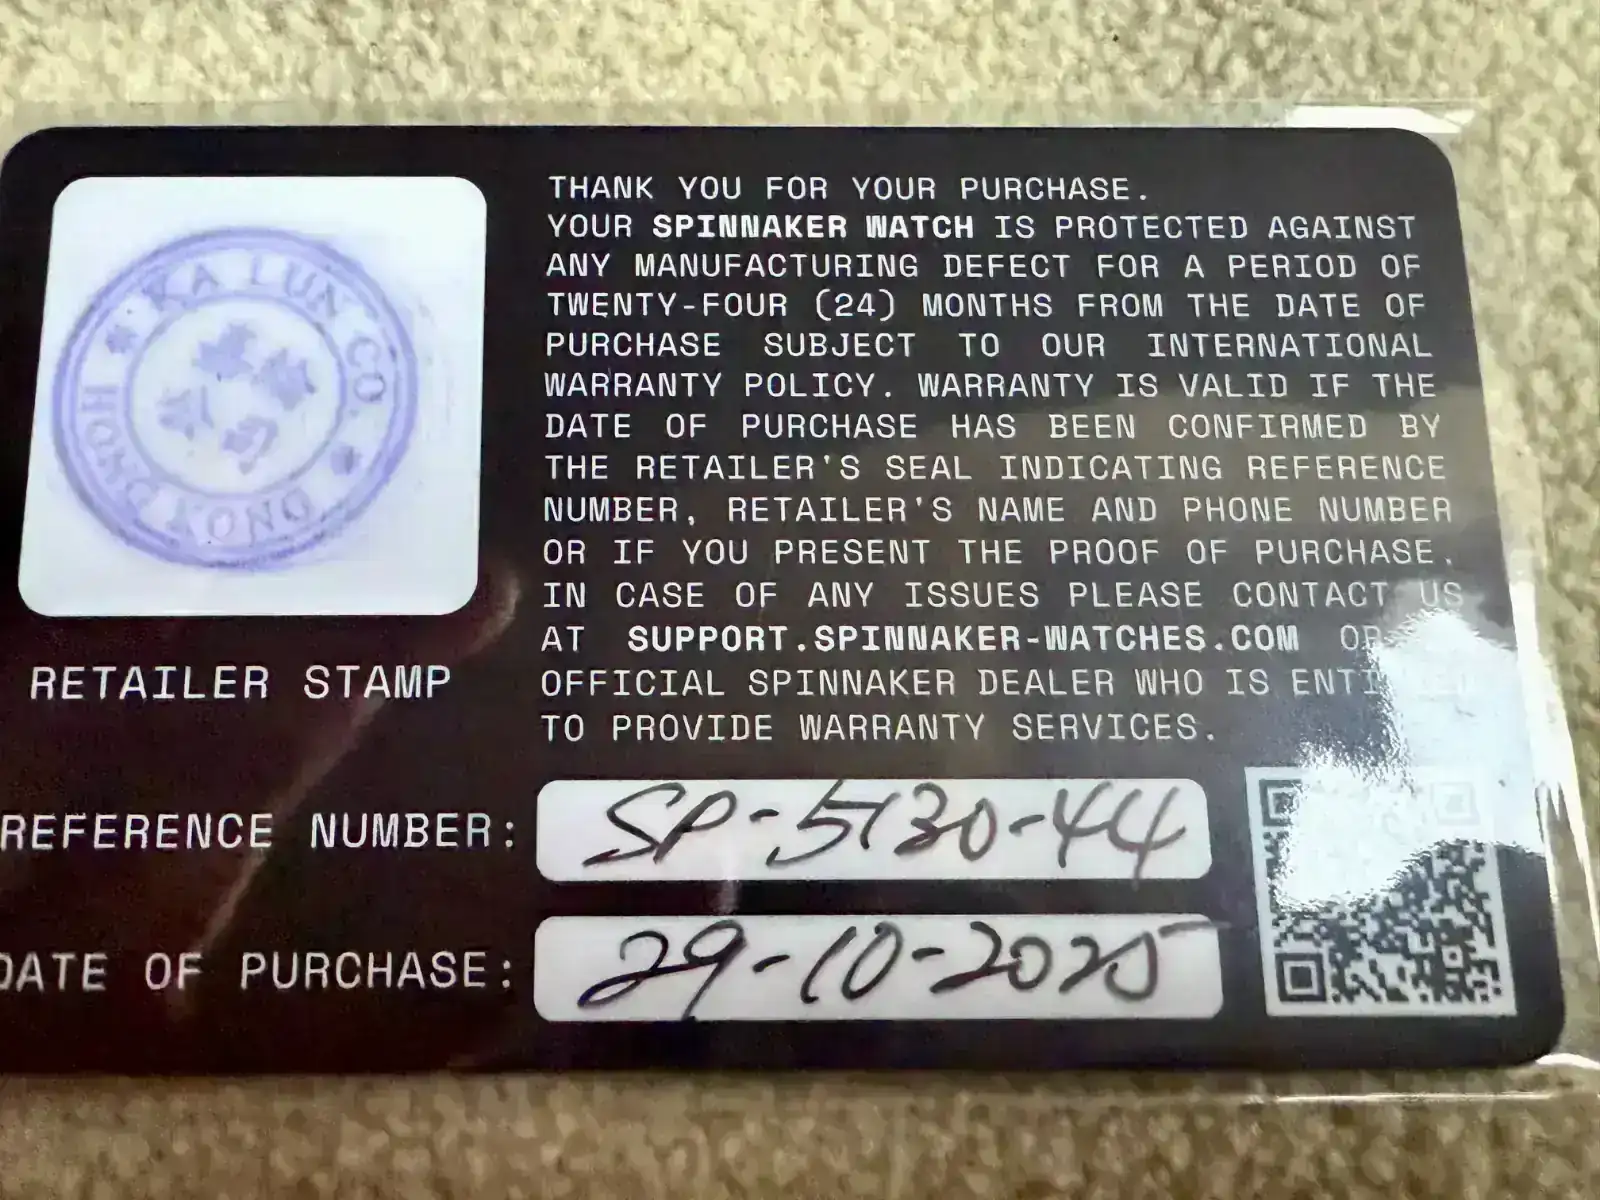 KA LUN CO.
HONG KONG
RETAILER STAMP
THANK YOU FOR YOUR PURCHASE.
YOUR SPINNAKER WATCH IS PROTECTED AGAINST
ANY MANUFACTURING DEFECT FOR A PERIOD OF
TWENTY-FOUR (24) MONTHS FROM THE DATE OF
PURCHASE SUBJECT TO OUR INTERNATIONAL
WARRANTY POLICY. WARRANTY IS VALID IF THE
DATE OF PURCHASE HAS BEEN CONFIRMED BY
THE RETAILER'S SEAL INDICATING REFERENCE
NUMBER, RETAILER'S NAME AND PHONE NUMBER
OR IF YOU PRESENT THE PROOF OF PURCHASE.
IN CASE OF ANY ISSUES PLEASE CONTACT US
AT SUPPORT.SPINNAKER-WATCHES.COM OR
OFFICIAL SPINNAKER DEALER WHO IS ENTITLED
TO PROVIDE WARRANTY SERVICES.
REFERENCE NUMBER: SP-5130-44
DATE OF PURCHASE: 29-10-2025